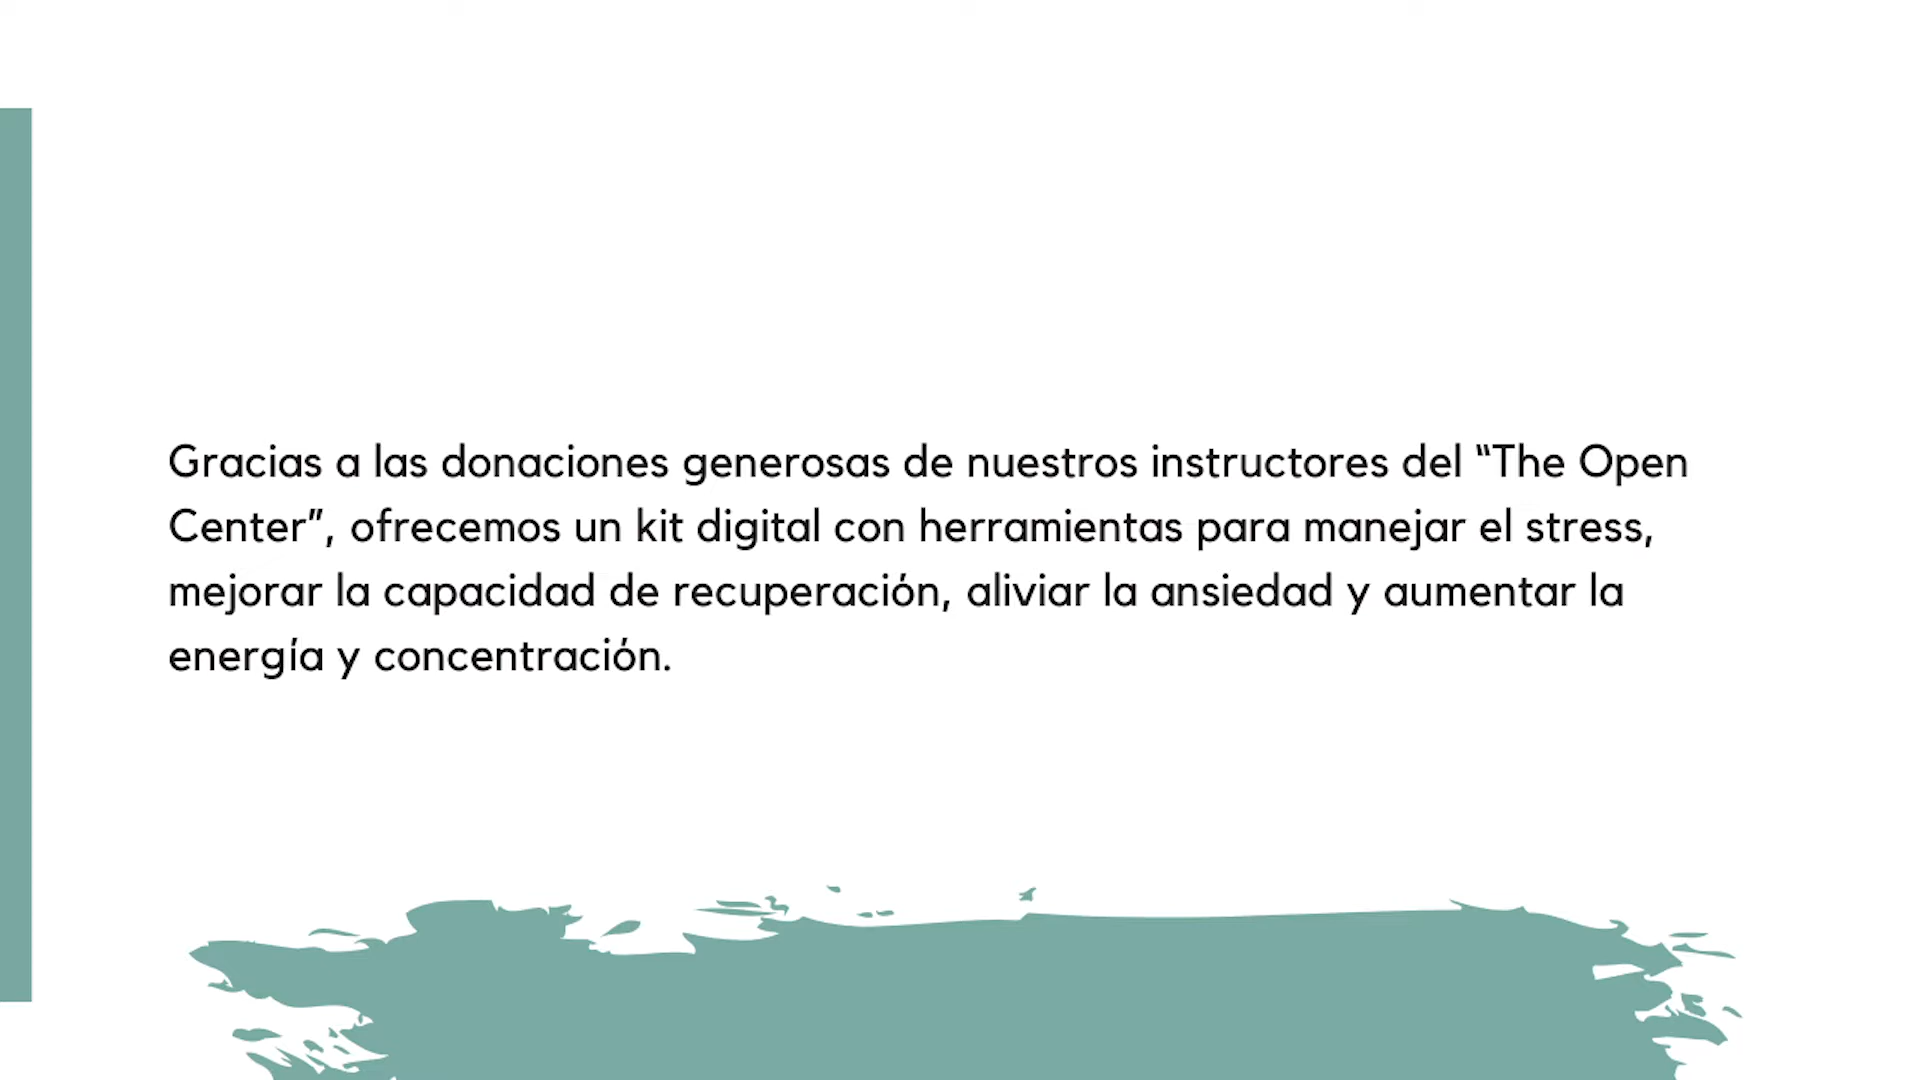 Gracias a las donaciones generosas de nuestros instructores del “The Open
Center”, ofrecemos un kit digital con herramientas para manejar el stress,
mejorar la capacidad de recuperación, aliviar la ansiedad y aumentar la
energía y concentración.